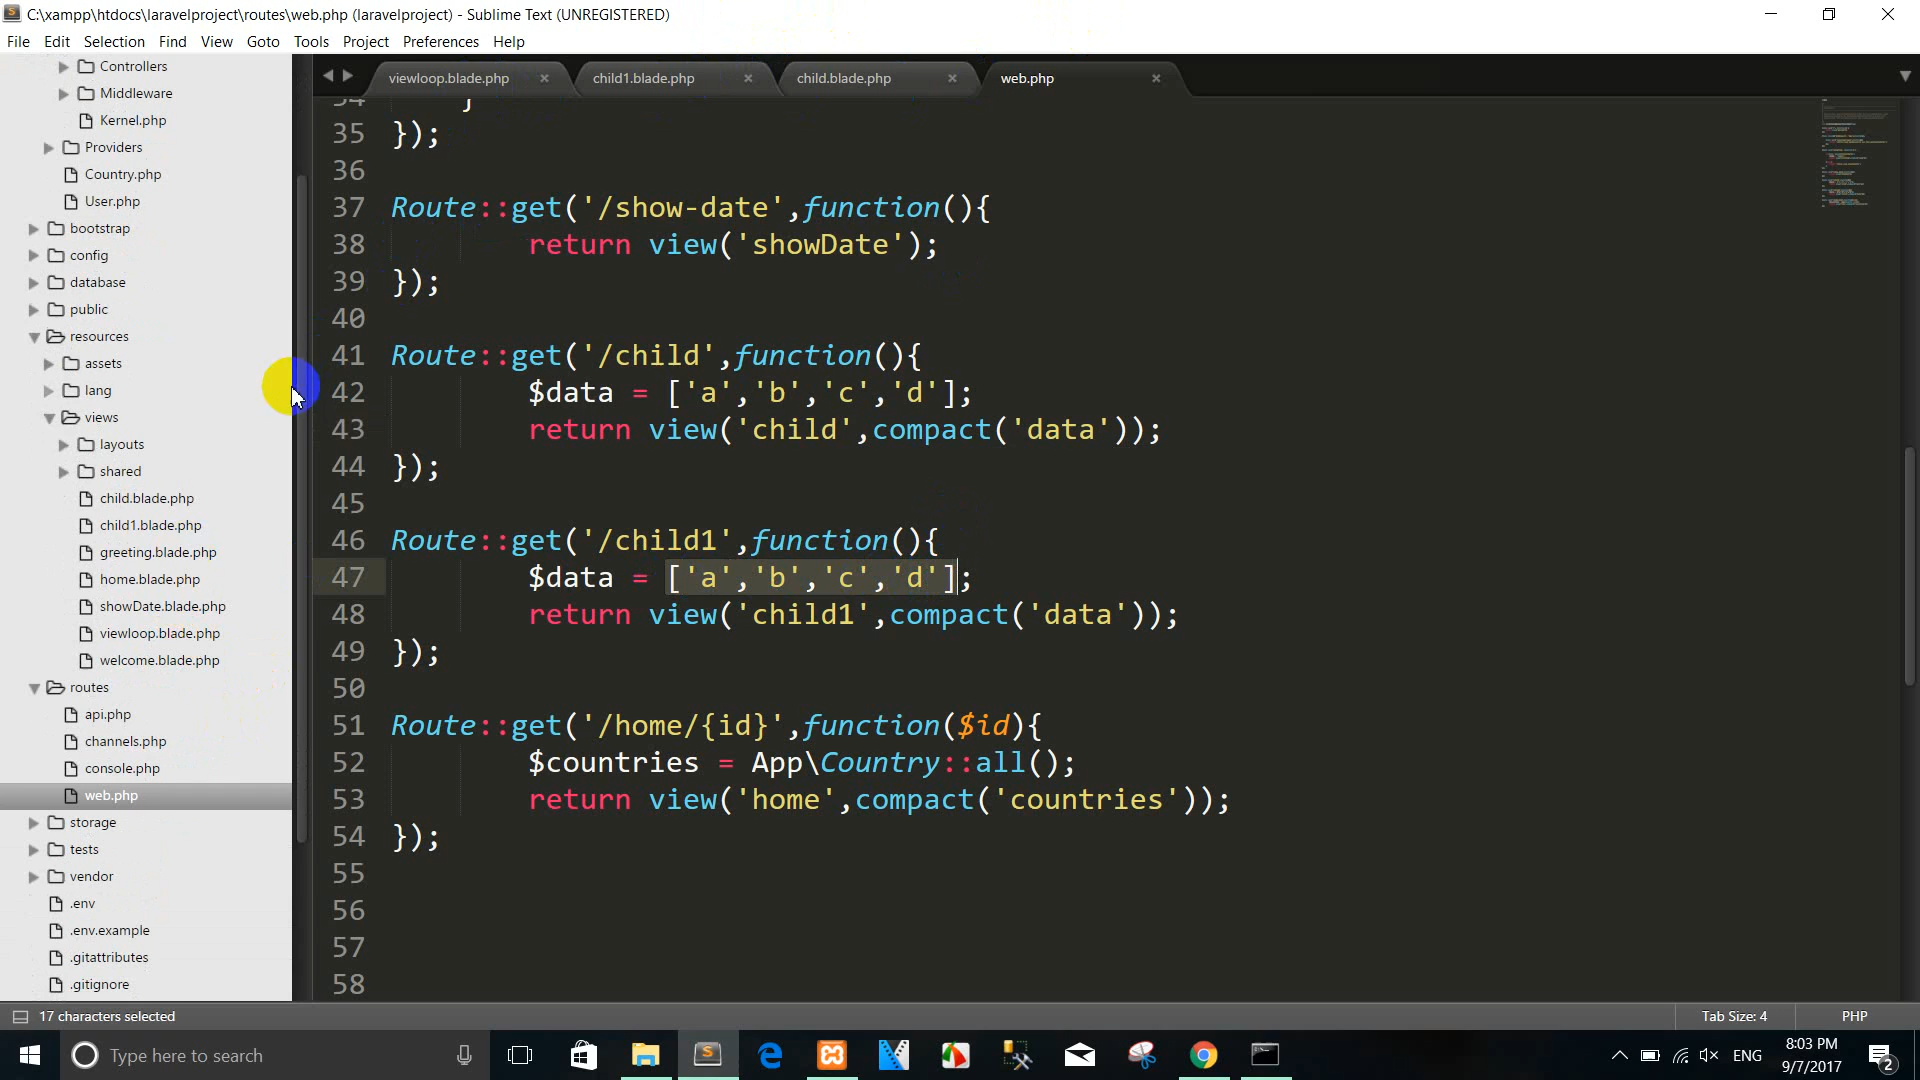 C:\xampp\htdocs\laravelproject\routes\web.php (laravelproject) - Sublime Text (UNREGISTERED)
File Edit Selection Find View Goto Tools Project Preferences Help
Controllers
Middleware
Kernel.php
Providers
Country.php
User.php
bootstrap
config
database
public
resources
assets
lang
views
layouts
shared
child.blade.php
child1.blade.php
greeting.blade.php
home.blade.php
showDate.blade.php
viewloop.blade.php
welcome.blade.php
routes
api.php
channels.php
console.php
web.php
storage
tests
vendor
.env
.env.example
.gitattributes
.gitignore
viewloop.blade.php child1.blade.php child.blade.php web.php
34 }
35 });
36
37 Route::get('/show-date',function(){
38 return view('showDate');
39 });
40
41 Route::get('/child',function(){
42 $data = ['a','b','c','d'];
43 return view('child',compact('data'));
44 });
45
46 Route::get('/child1',function(){
47 $data = ['a','b','c','d'];
48 return view('child1',compact('data'));
49 });
50
51 Route::get('/home/{id}',function($id){
52 $countries = App\Country::all();
53 return view('home',compact('countries'));
54 });
55
56
57
58
17 characters selected Tab Size: 4 PHP
Type here to search ENG 8:03 PM
9/7/2017 2